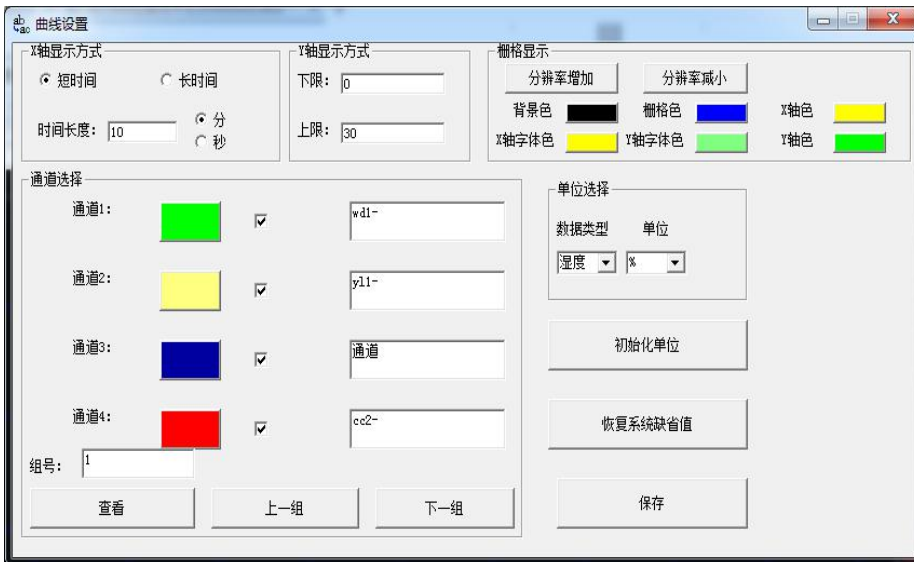 曲线设置
X轴显示方式
短时间 长时间
时间长度: 10 分
秒
Y轴显示方式
下限: 0
上限: 30
栅格显示
分辨率增加 分辨率减小
背景色 栅格色 X轴色
X轴字体色 Y轴字体色 Y轴色
通道选择
通道1: wd1-
通道2: yl1-
通道3: 通道
通道4: cc2-
组号: 1
查看 上一组 下一组
单位选择
数据类型 单位
湿度 %
初始化单位
恢复系统缺省值
保存